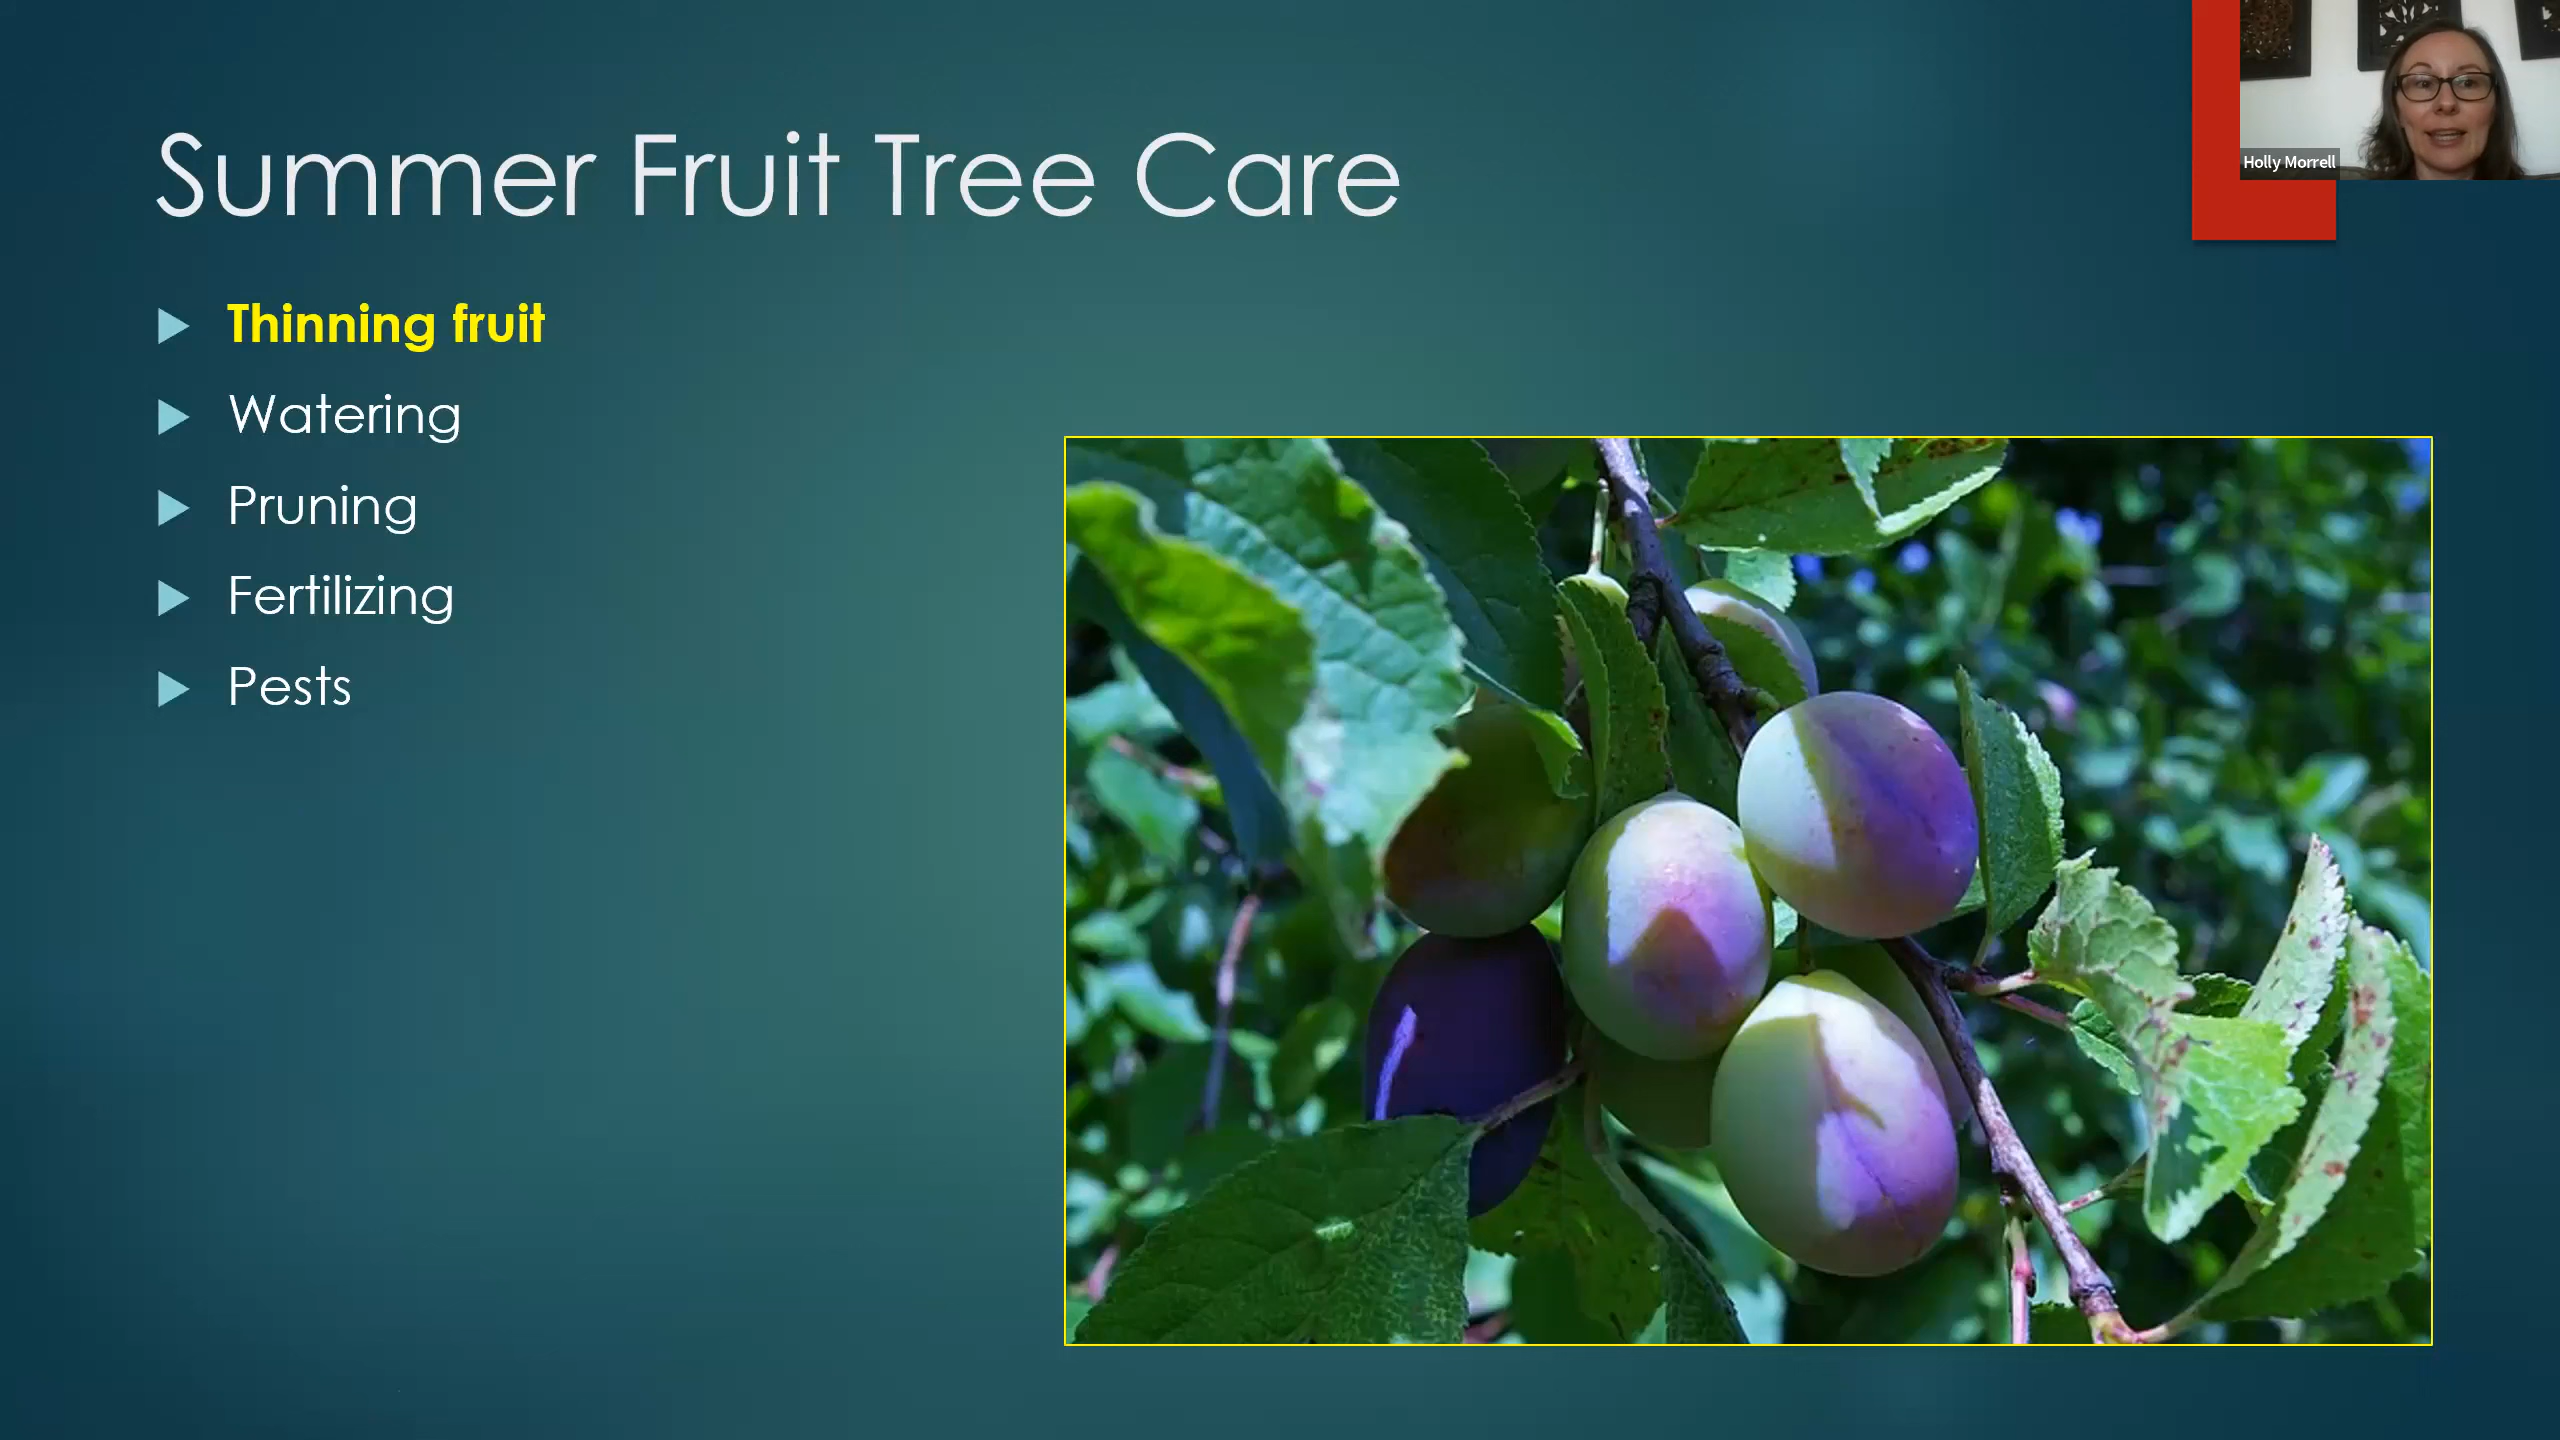 Summer Fruit Tree Care
Holly Morrell
Thinning fruit
Watering
Pruning
Fertilizing
Pests